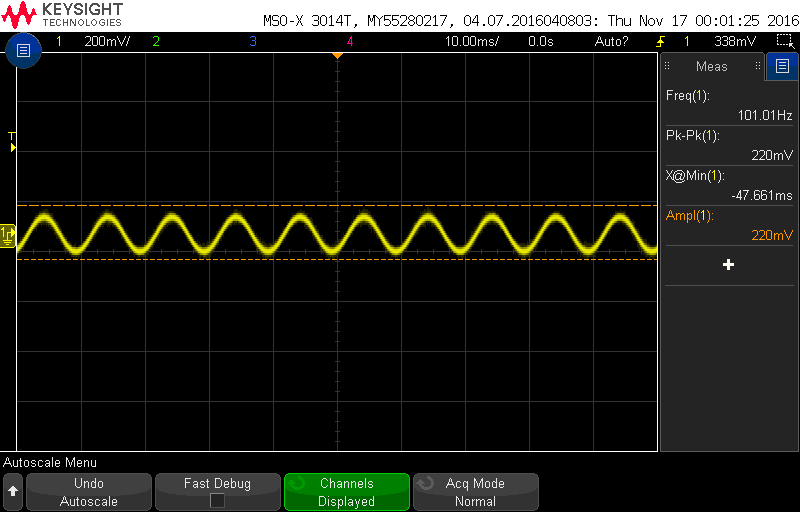 KEYSIGHT
TECHNOLOGIES
MSO-X 3014T, MY55280217, 04.07.2016040803: Thu Nov 17 00:01:25 2016
1 200mV/ 2 3 4 10.00ms/ 0.0s Auto? 1 338mV
Meas
Freq(1):
101.01Hz
Pk-Pk(1):
220mV
X@Min(1):
-47.661ms
Ampl(1):
220mV
T
1
Autoscale Menu
Undo
Autoscale
Fast Debug
Channels
Displayed
Acq Mode
Normal